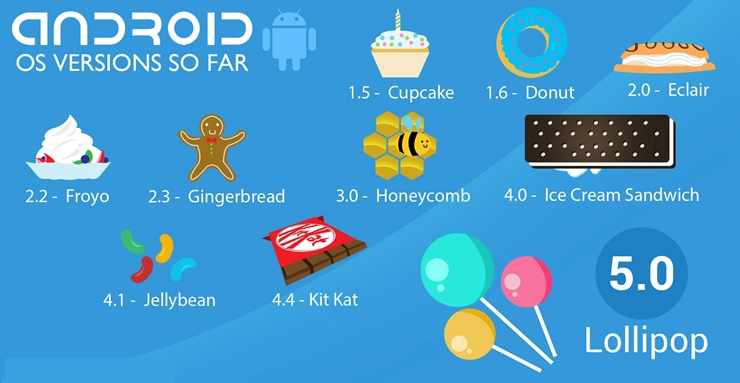 ANDROID
OS VERSIONS SO FAR
1.5 - Cupcake
1.6 - Donut
2.0 - Eclair
2.2 - Froyo
2.3 - Gingerbread
3.0 - Honeycomb
4.0 - Ice Cream Sandwich
KitKat
4.1 - Jellybean
4.4 - Kit Kat
5.0
Lollipop